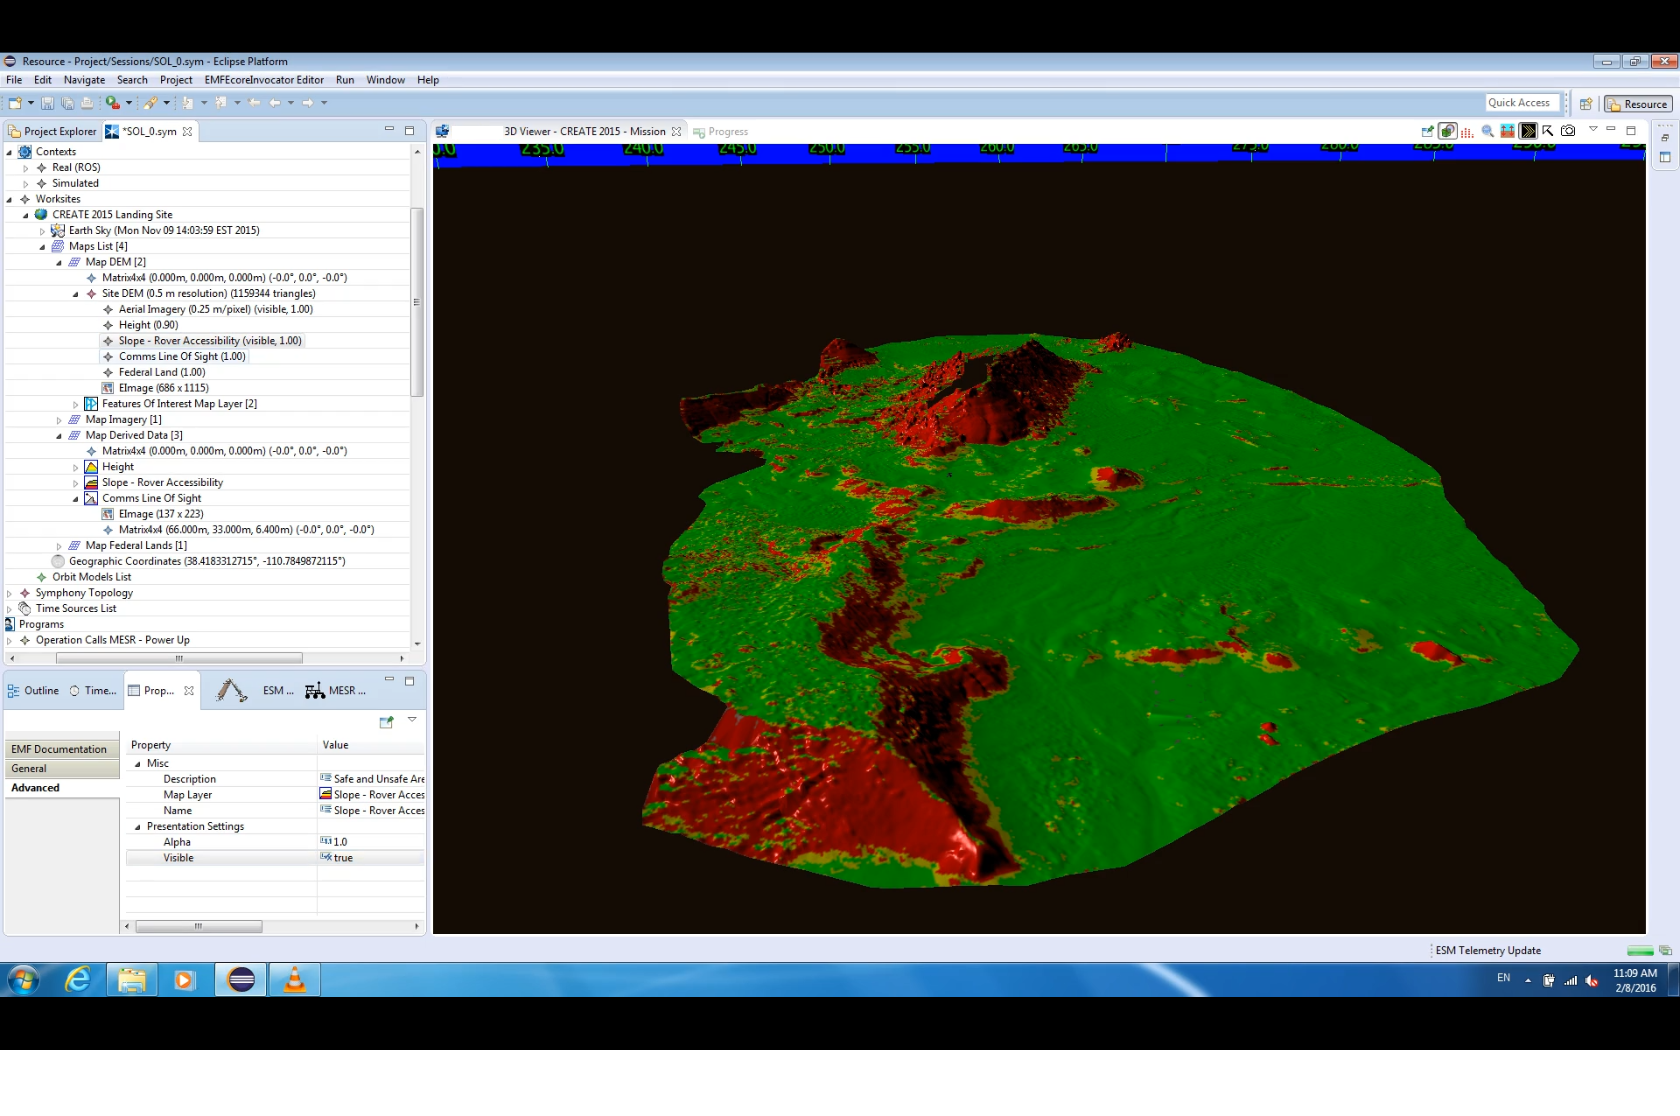 Resource - Project/Sessions/SOL_0.sym - Eclipse Platform
File Edit Navigate Search Project EMFEcoreInvocator Editor Run Window Help
Quick Access
Resource
Project Explorer *SOL_0.sym
3D Viewer - CREATE 2015 - Mission
Progress
235.0 240.0 245.0 250.0 255.0 260.0 265.0 275.0 280.0 285.0 290.0
Contexts
Real (ROS)
Simulated
Worksites
CREATE 2015 Landing Site
Earth Sky (Mon Nov 09 14:03:59 EST 2015)
Maps List [4]
Map DEM [2]
Matrix4x4 (0.000m, 0.000m, 0.000m) (-0.0°, 0.0°, -0.0°)
Site DEM (0.5 m resolution) (1159344 triangles)
Aerial Imagery (0.25 m/pixel) (visible, 1.00)
Height (0.90)
Slope - Rover Accessibility (visible, 1.00)
Comms Line Of Sight (1.00)
Federal Land (1.00)
EImage (686 x 1115)
Features Of Interest Map Layer [2]
Map Imagery [1]
Map Derived Data [3]
Matrix4x4 (0.000m, 0.000m, 0.000m) (-0.0°, 0.0°, -0.0°)
Height
Slope - Rover Accessibility
Comms Line Of Sight
EImage (137 x 223)
Matrix4x4 (66.000m, 33.000m, 6.400m) (-0.0°, 0.0°, -0.0°)
Map Federal Lands [1]
Geographic Coordinates (38.4183312715°, -110.7849872115°)
Orbit Models List
Symphony Topology
Time Sources List
Programs
Operation Calls MESR - Power Up
Outline Time... Prop... ESM ... MESR ...
EMF Documentation
General
Advanced
Property Value
Misc
Description Safe and Unsafe Are
Map Layer Slope - Rover Acces
Name Slope - Rover Acces
Presentation Settings
Alpha 1.0
Visible true
ESM Telemetry Update
EN
11:09 AM
2/8/2016